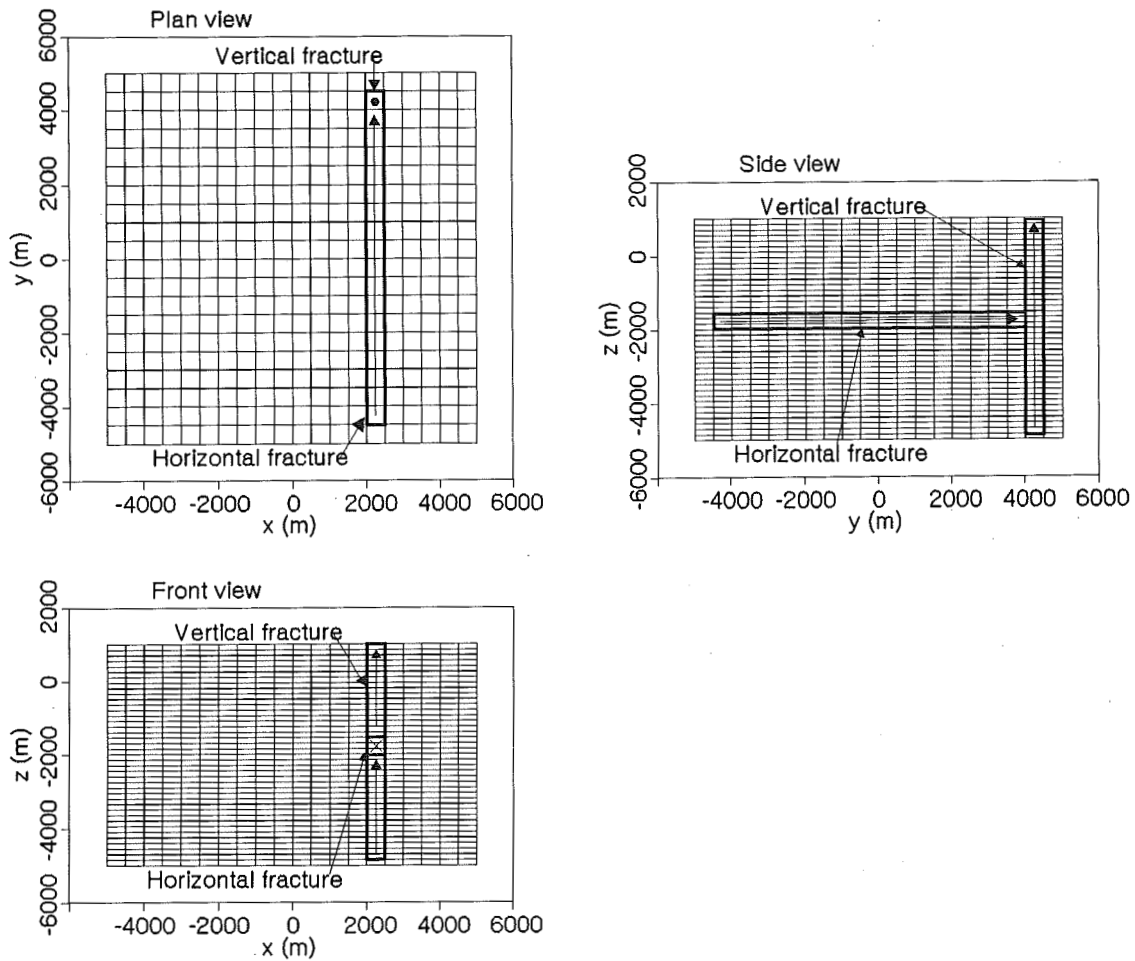 Plan view
Vertical fracture
Horizontal fracture
6000
4000
2000
0
-2000
-4000
-6000
y (m)
-4000 -2000 0 2000 4000 6000
x (m)
Side view
Vertical fracture
Horizontal fracture
2000
0
-2000
-4000
-6000
z (m)
-4000 -2000 0 2000 4000 6000
y (m)
Front view
Vertical fracture
Horizontal fracture
2000
0
-2000
-4000
-6000
z (m)
-4000 -2000 0 2000 4000 6000
x (m)